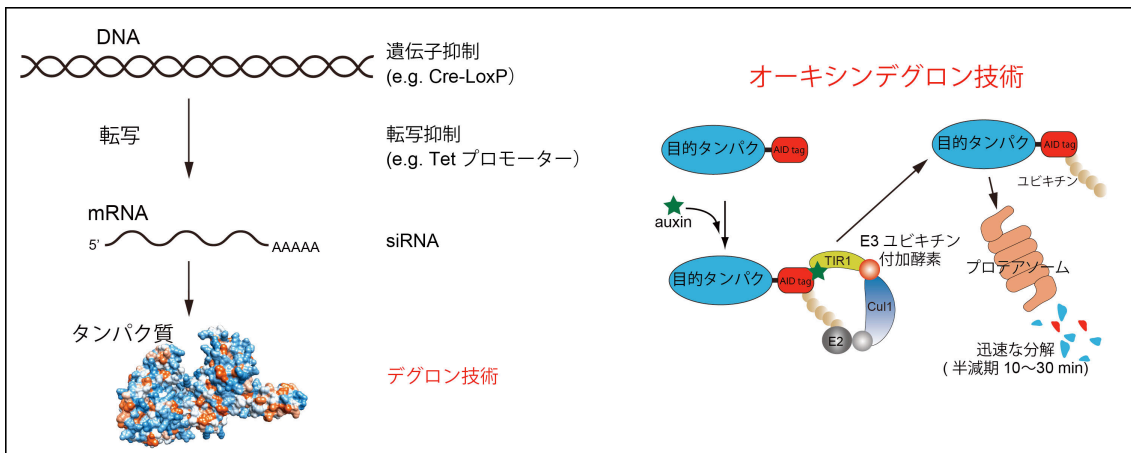 DNA
遺伝子抑制
(e.g. Cre-LoxP）
転写
転写抑制
(e.g. Tet プロモーター）
mRNA
5’
AAAAA
siRNA
タンパク質
デグロン技術
オーキシンデグロン技術
目的タンパク
AID tag
auxin
目的タンパク
AID tag
TIR1
E3 ユビキチン
付加酵素
Cul1
E2
目的タンパク
AID tag
ユビキチン
プロテアソーム
迅速な分解
( 半減期 10〜30 min)